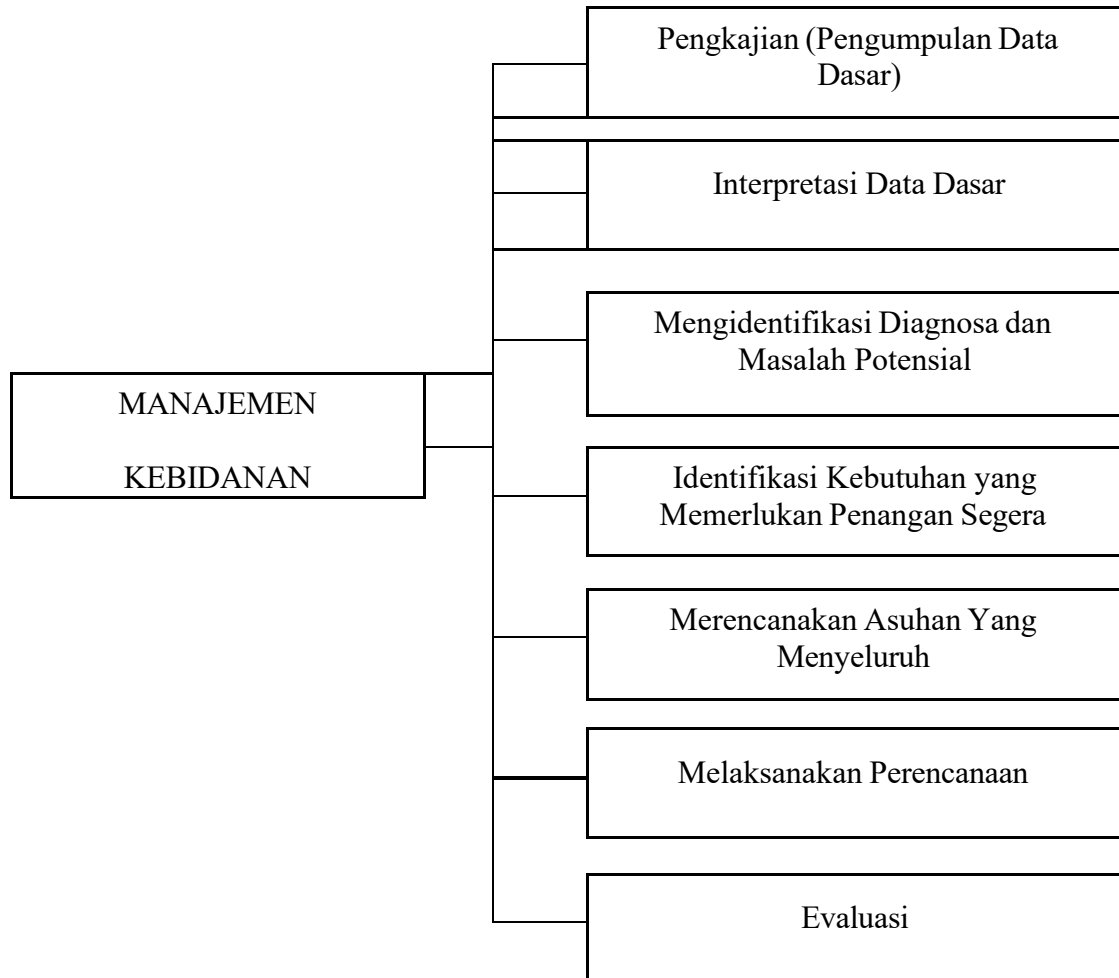 Pengkajian (Pengumpulan Data
Dasar)
Interpretasi Data Dasar
Mengidentifikasi Diagnosa dan
Masalah Potensial
MANAJEMEN
KEBIDANAN
Identifikasi Kebutuhan yang
Memerlukan Penangan Segera
Merencanakan Asuhan Yang
Menyeluruh
Melaksanakan Perencanaan
Evaluasi